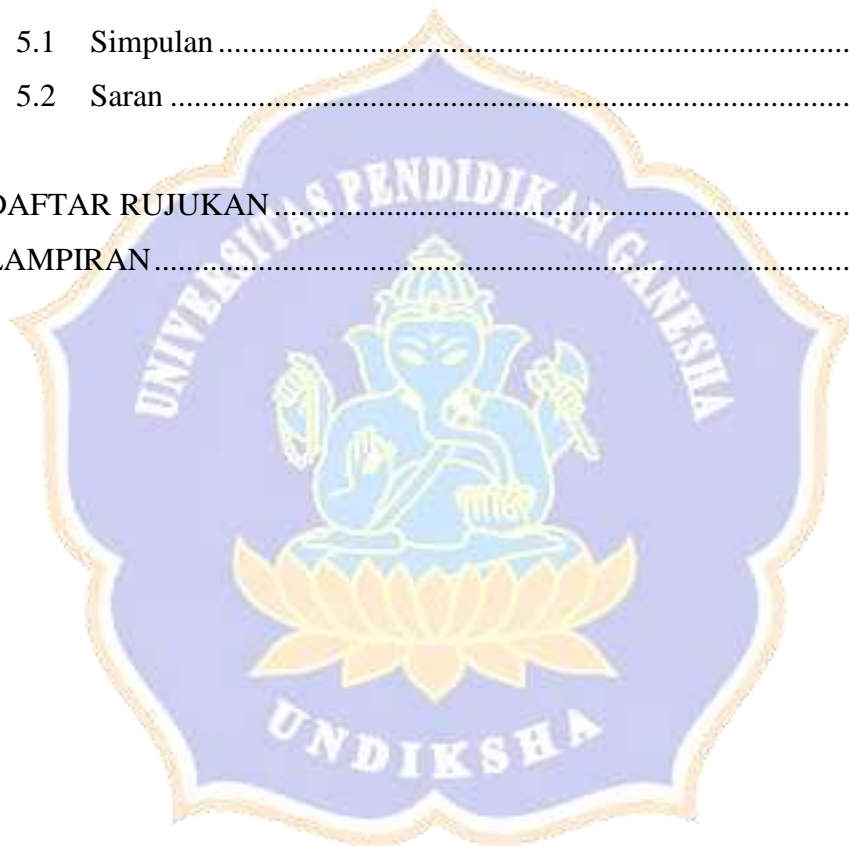 5.1 Simpulan ................................................................................
5.2 Saran ................................................................................
DAFTAR RUJUKAN ................................................................................
LAMPIRAN ................................................................................
UNIVERSITAS PENDIDIKAN GANESHA
UNDIKSHA